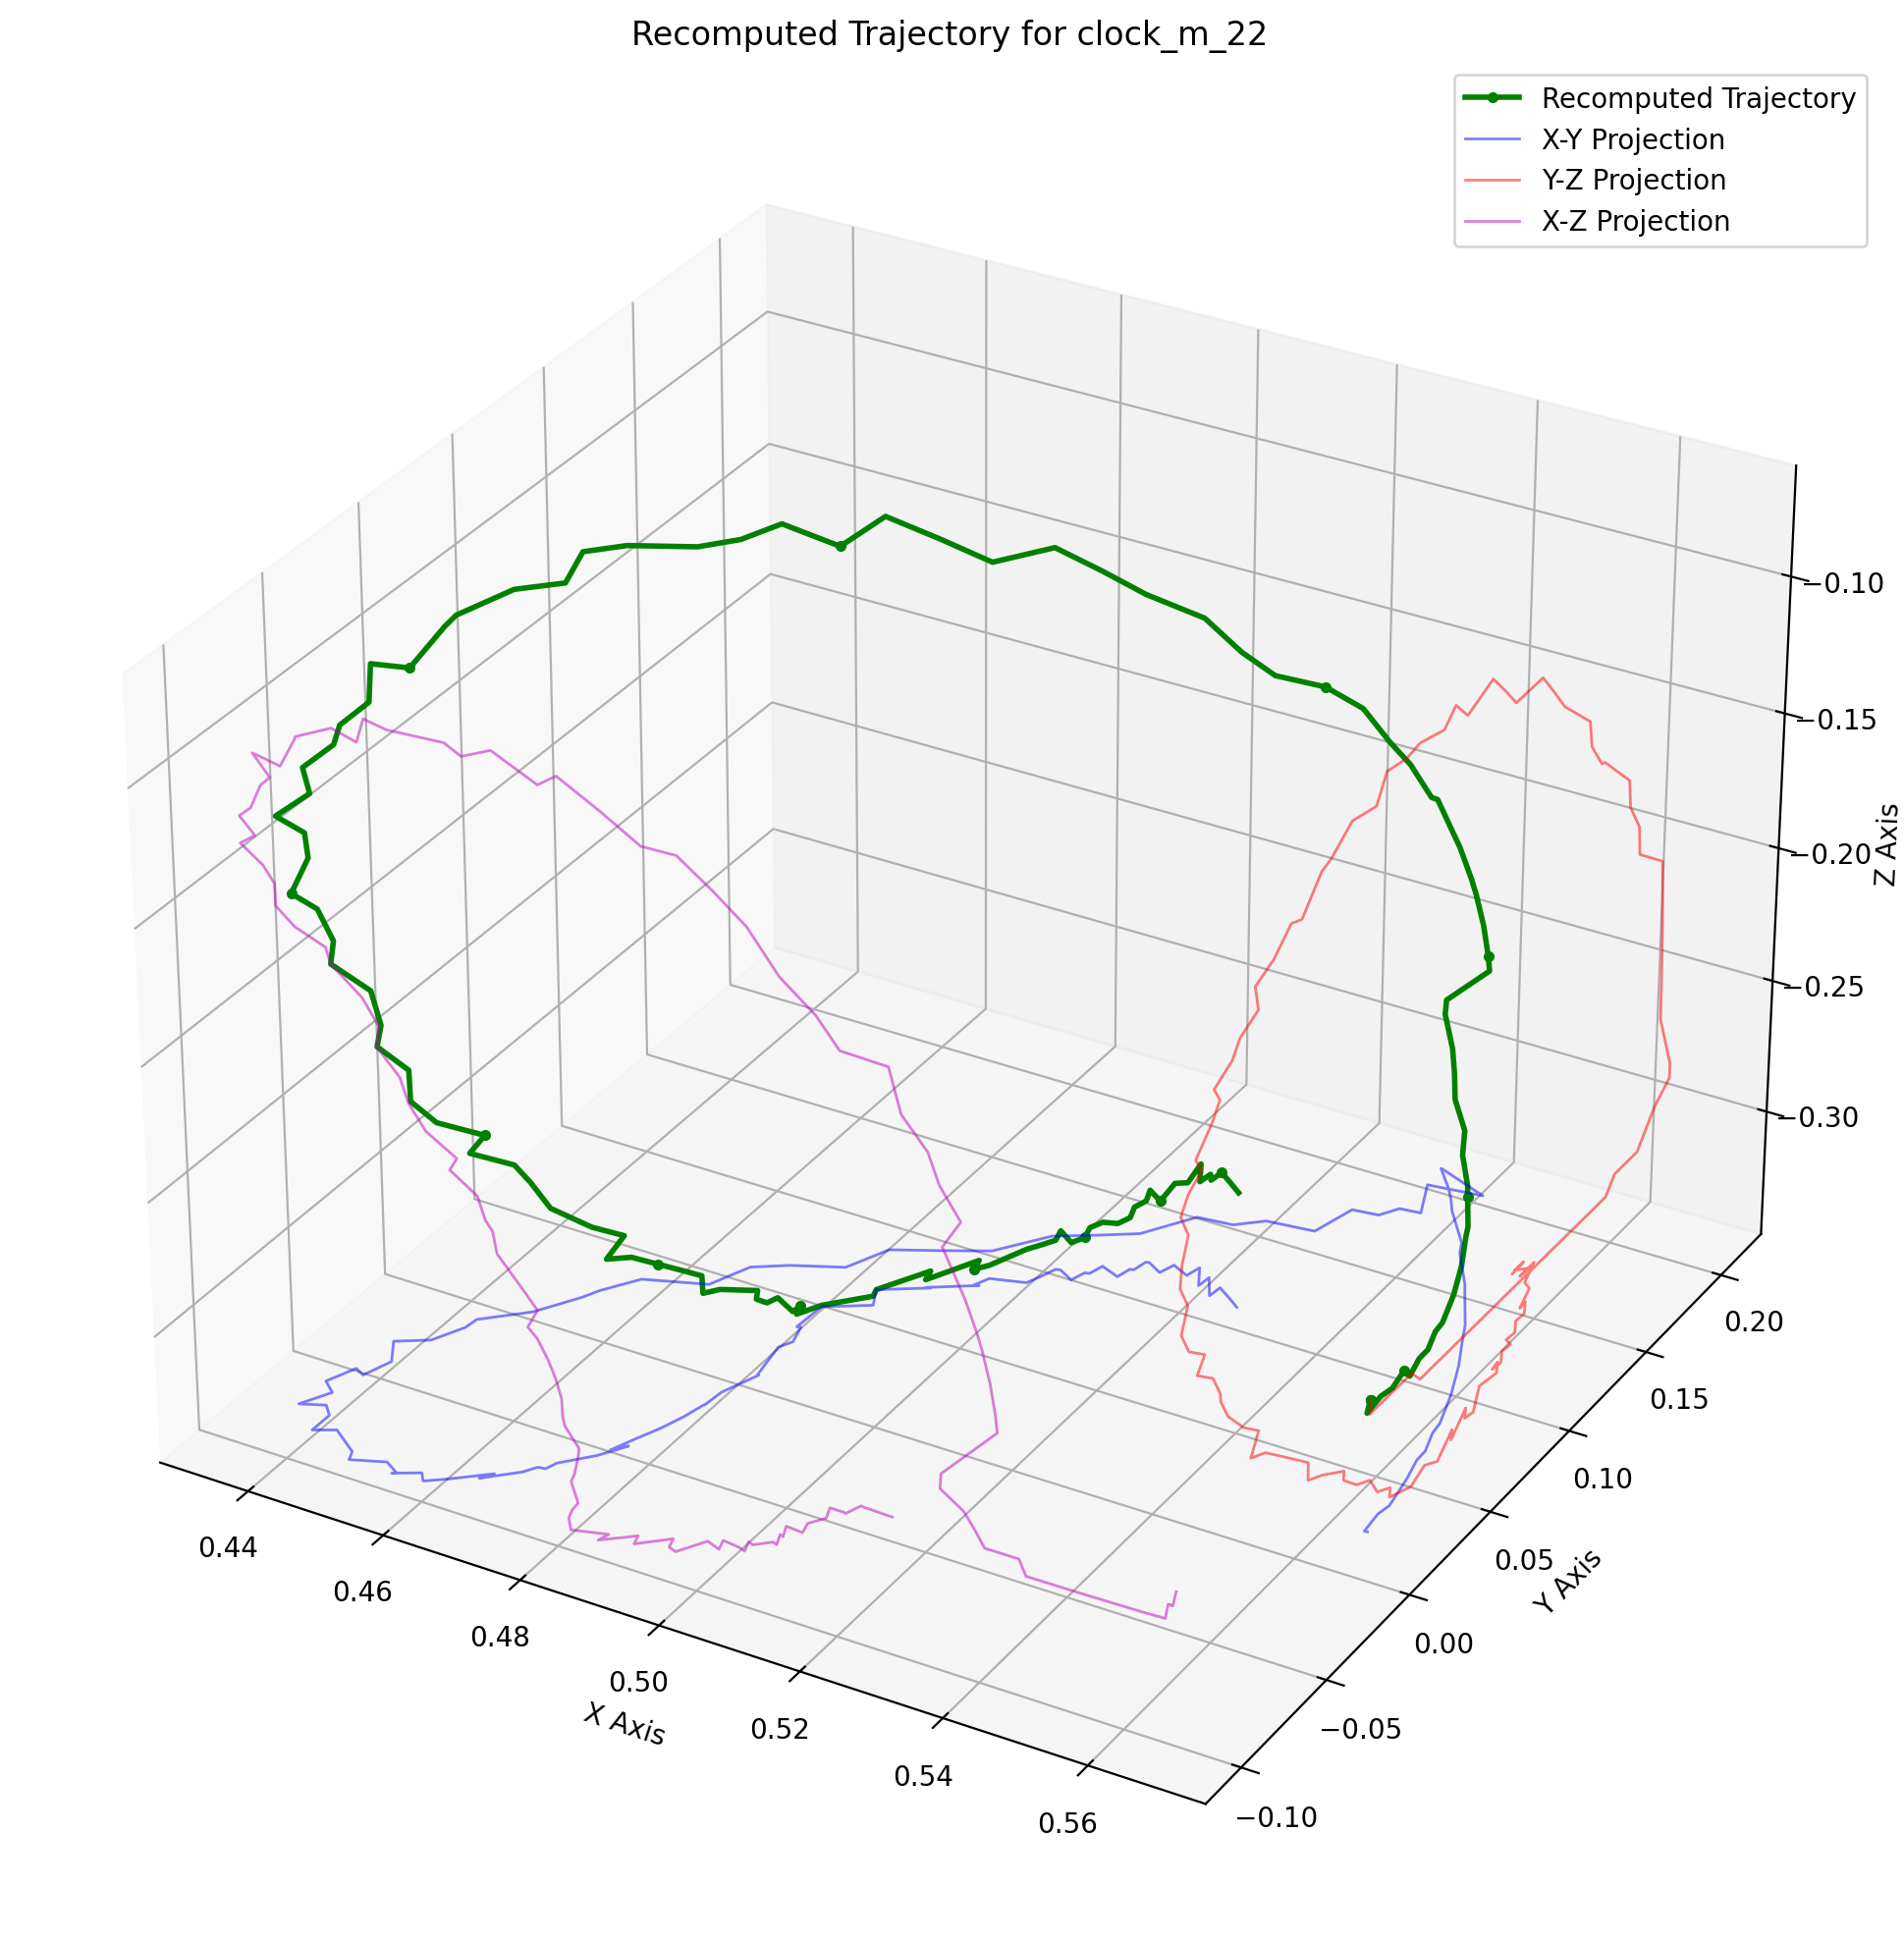 Recomputed Trajectory for clock_m_22
Recomputed Trajectory
X-Y Projection
Y-Z Projection
X-Z Projection
−0.10
−0.15
−0.20
−0.25
−0.30
Z Axis
0.20
0.15
0.10
0.05
0.00
−0.05
−0.10
Y Axis
0.44
0.46
0.48
0.50
0.52
0.54
0.56
X Axis